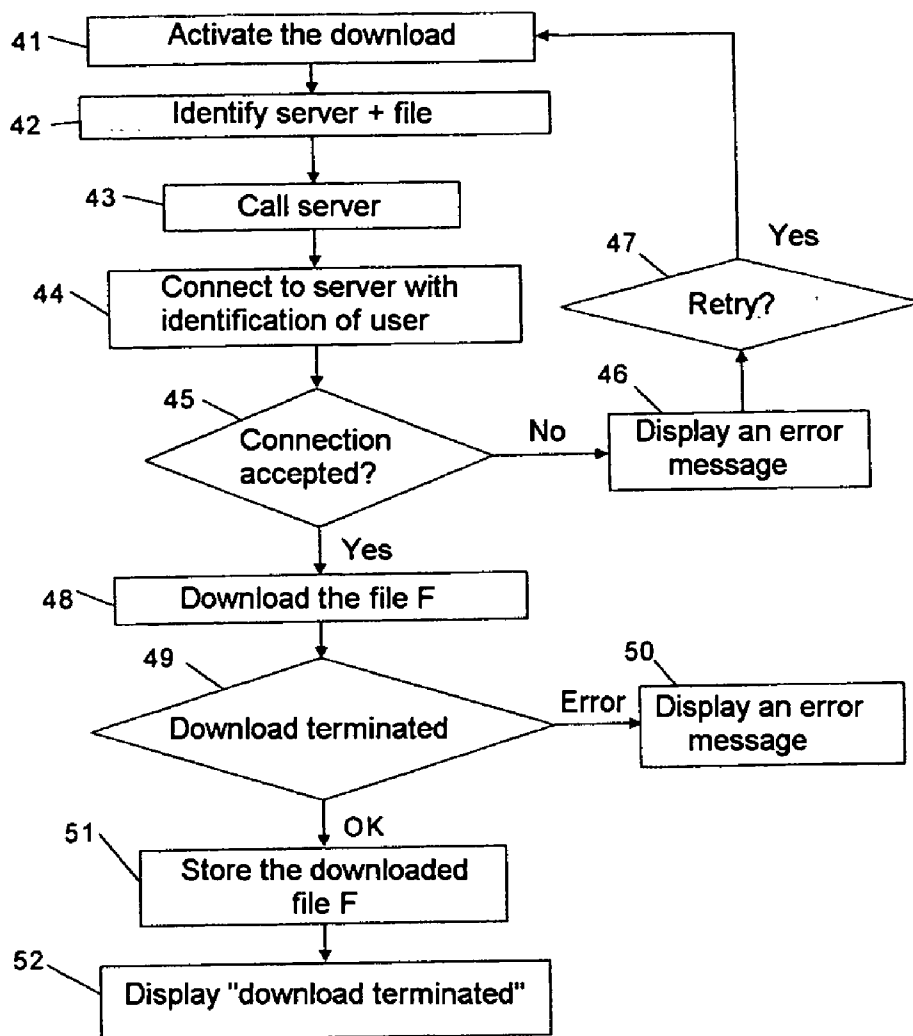 41
Activate the download
42
Identify server + file
43
Call server
44
Connect to server with
identification of user
45
Connection
accepted?
No
46
Display an error
message
47
Retry?
Yes
Yes
48
Download the file F
49
Download terminated
Error
50
Display an error
message
OK
51
Store the downloaded
file F
52
Display "download terminated"